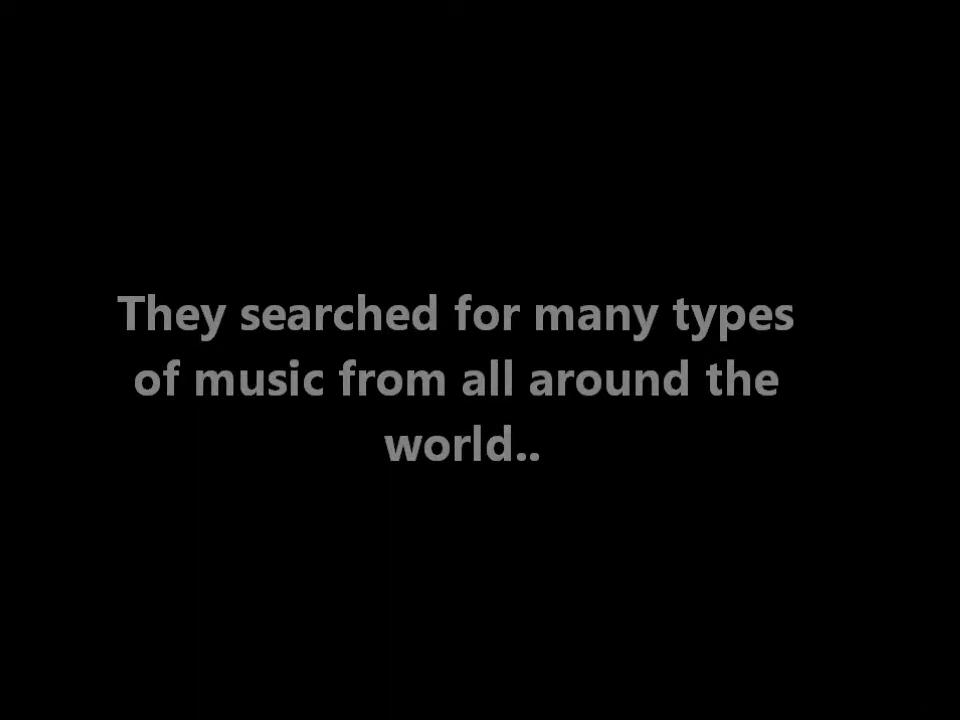 They searched for many types
of music from all around the
world..